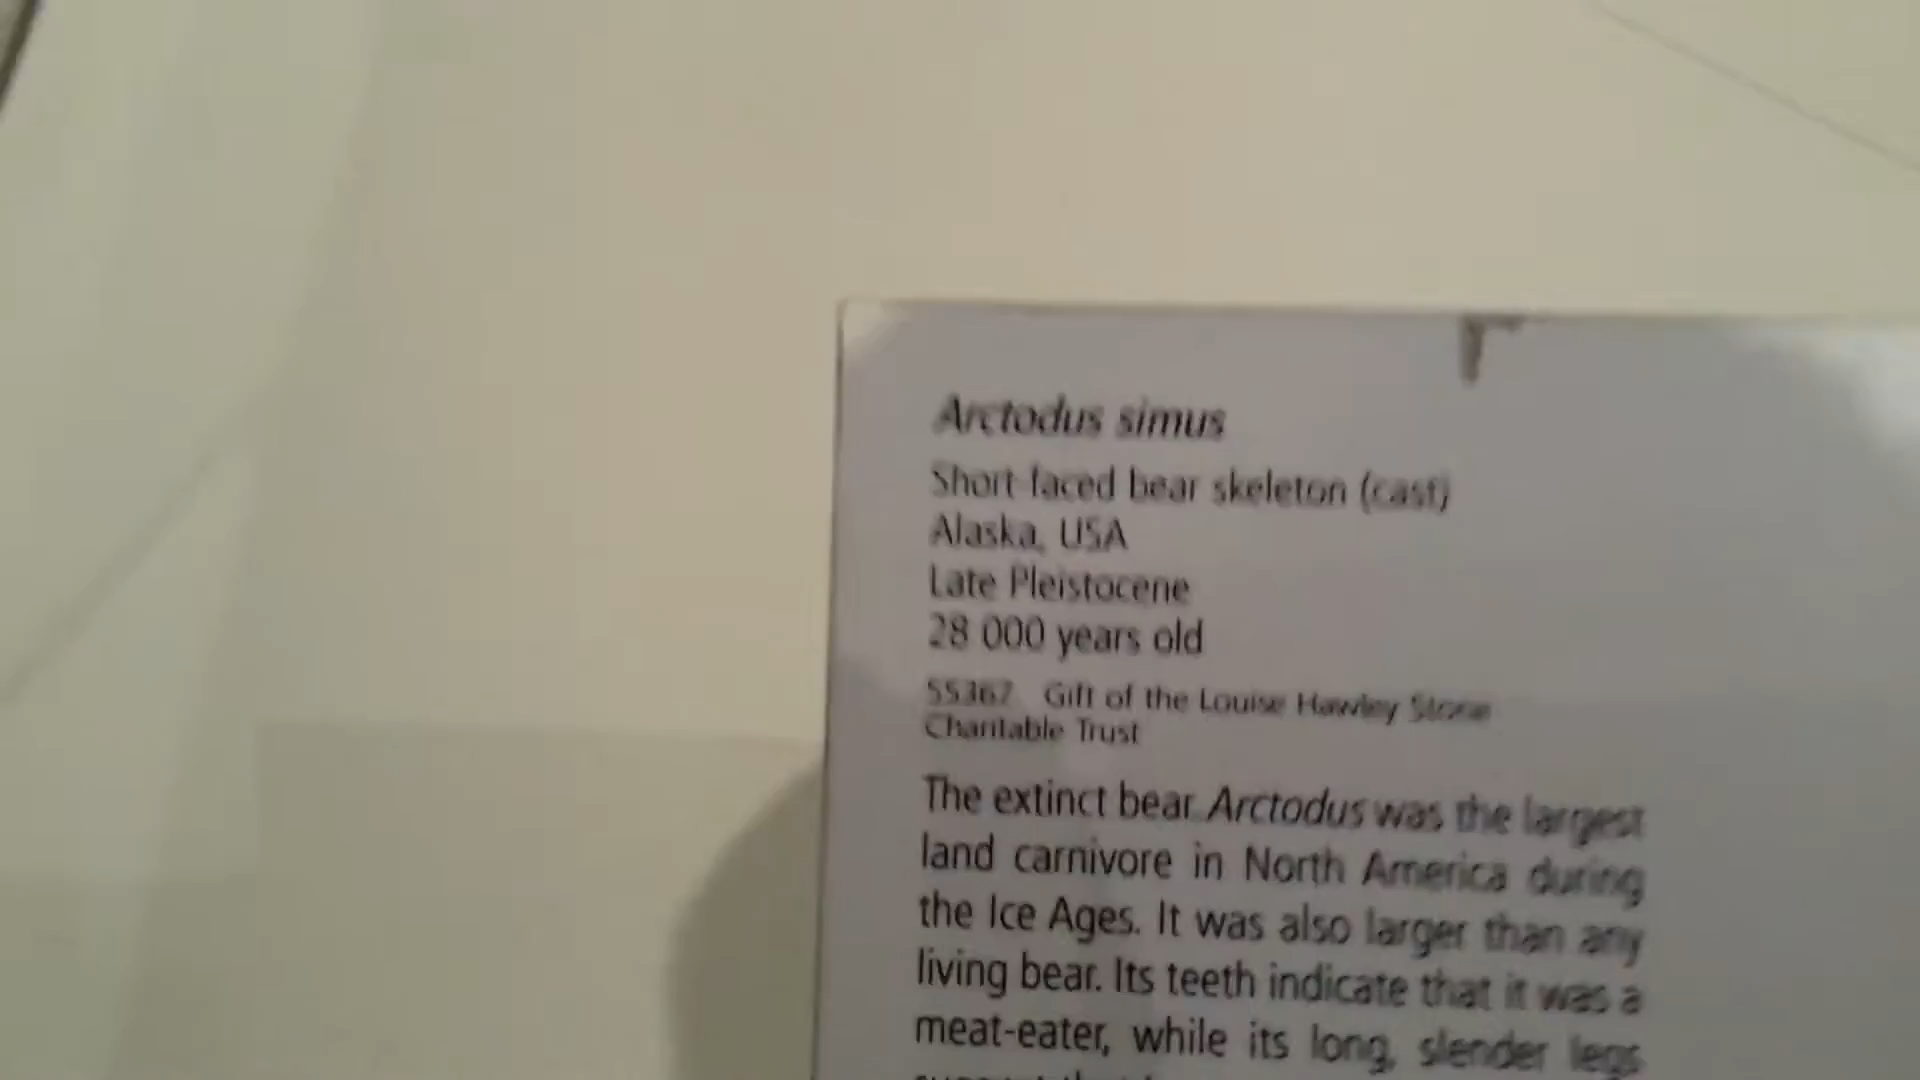 Arctodus simus
Short-faced bear skeleton (cast)
Alaska, USA
Late Pleistocene
28 000 years old
55367 Gift of the Louise Hawley Stone
Charitable Trust
The extinct bear Arctodus was the largest
land carnivore in North America during
the Ice Ages. It was also larger than any
living bear. Its teeth indicate that it was a
meat-eater, while its long, slender legs